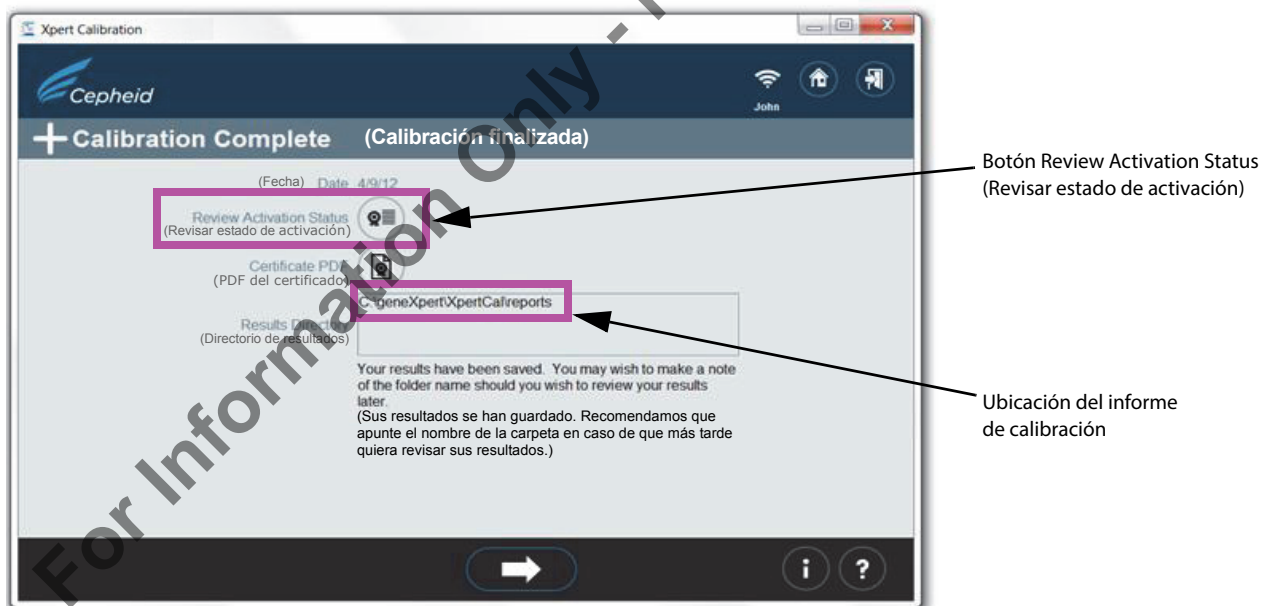 Xpert Calibration
Cepheid
John
Calibration Complete (Calibración finalizada)
(Fecha) Date 4/9/12
Review Activation Status
(Revisar estado de activación)
Certificate PDF
(PDF del certificado)
C:\geneXpert\XpertCal\reports
Results Directory
(Directorio de resultados)
Your results have been saved. You may wish to make a note
of the folder name should you wish to review your results
later.
(Sus resultados se han guardado. Recomendamos que
apunte el nombre de la carpeta en caso de que más tarde
quiera revisar sus resultados.)
i ?
Botón Review Activation Status
(Revisar estado de activación)
Ubicación del informe
de calibración
For Information Only -